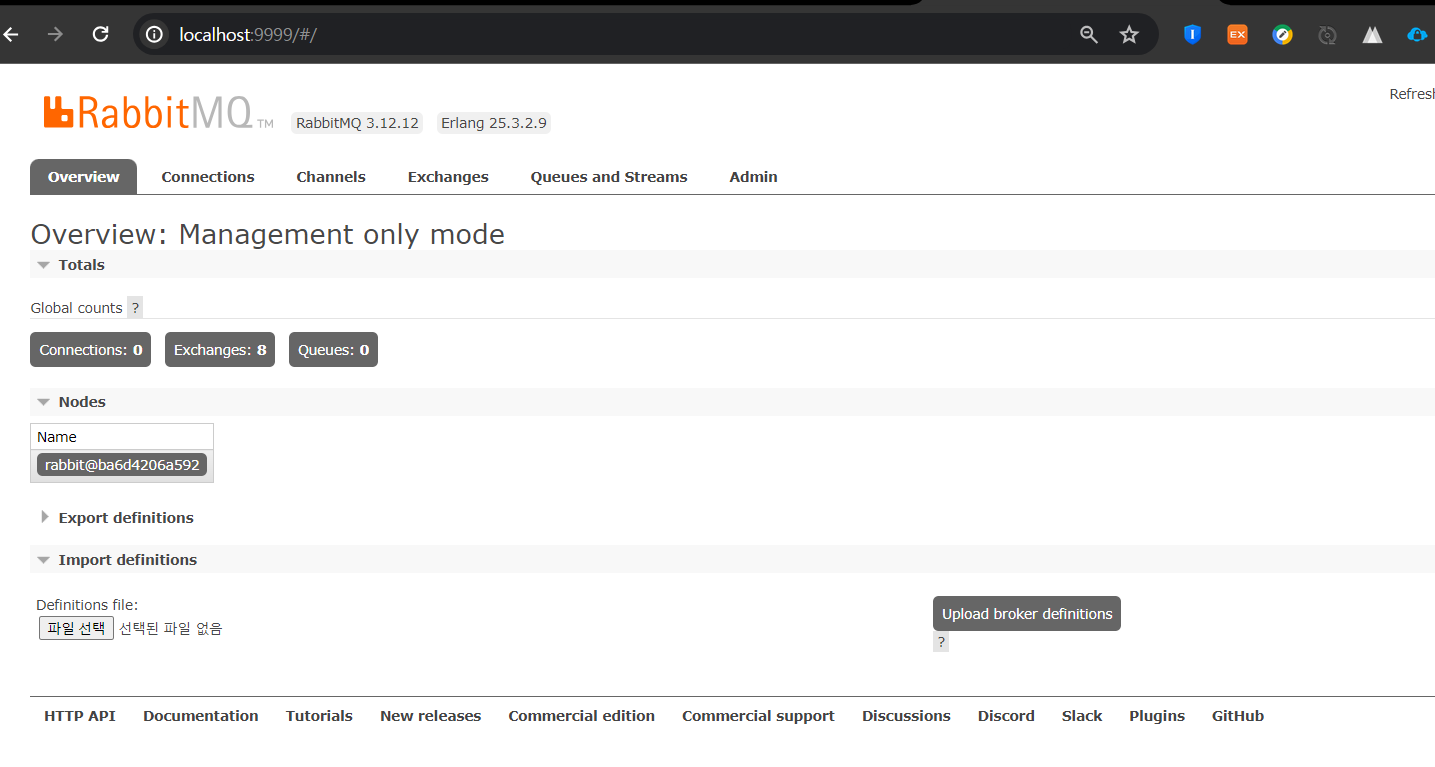 localhost:9999/#/
Refresh
RabbitMQ TM RabbitMQ 3.12.12 Erlang 25.3.2.9
Overview Connections Channels Exchanges Queues and Streams Admin
Overview: Management only mode
Totals
Global counts ?
Connections: 0 Exchanges: 8 Queues: 0
Nodes
Name
rabbit@ba6d4206a592
Export definitions
Import definitions
Definitions file:
파일 선택 선택된 파일 없음
Upload broker definitions
?
HTTP API Documentation Tutorials New releases Commercial edition Commercial support Discussions Discord Slack Plugins GitHub